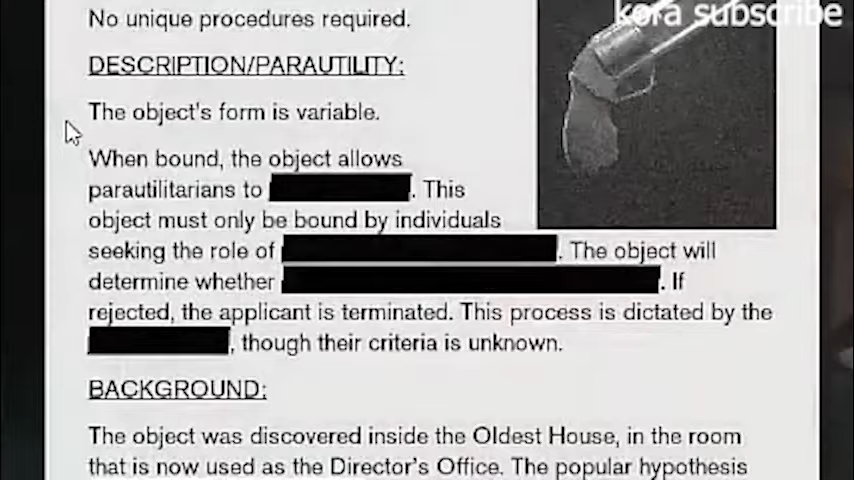 kora subscribe
No unique procedures required.
DESCRIPTION/PARAUTILITY:
The object's form is variable.
When bound, the object allows
parautilitarians to . This
object must only be bound by individuals
seeking the role of . The object will
determine whether . If
rejected, the applicant is terminated. This process is dictated by the
, though their criteria is unknown.
BACKGROUND:
The object was discovered inside the Oldest House, in the room
that is now used as the Director's Office. The popular hypothesis